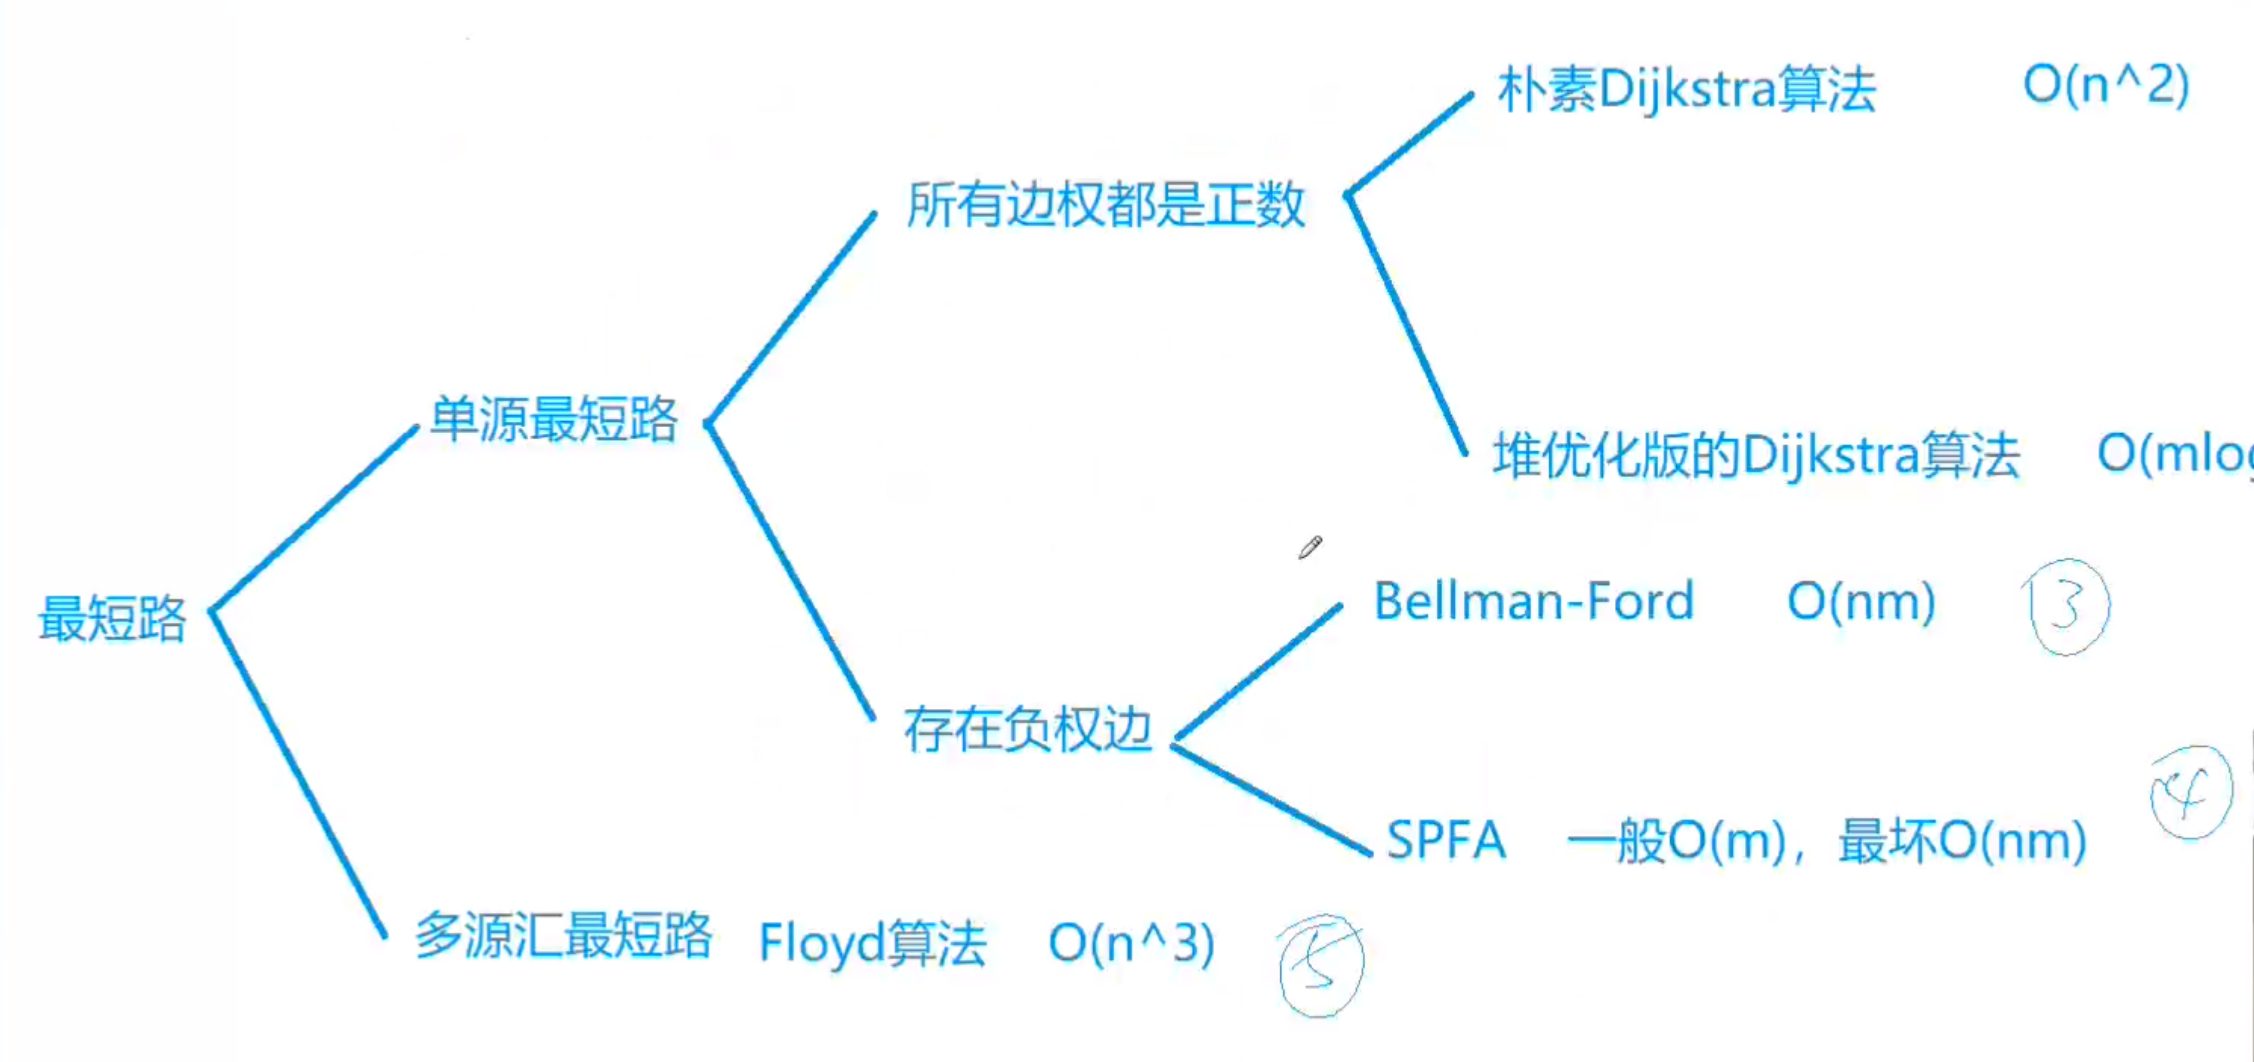 朴素Dijkstra算法 O(n^2)
所有边权都是正数
单源最短路
堆优化版的Dijkstra算法 O(mlo
最短路
Bellman-Ford O(nm) 3
存在负权边
4
SPFA 一般O(m)，最坏O(nm)
多源汇最短路 Floyd算法 O(n^3) 5